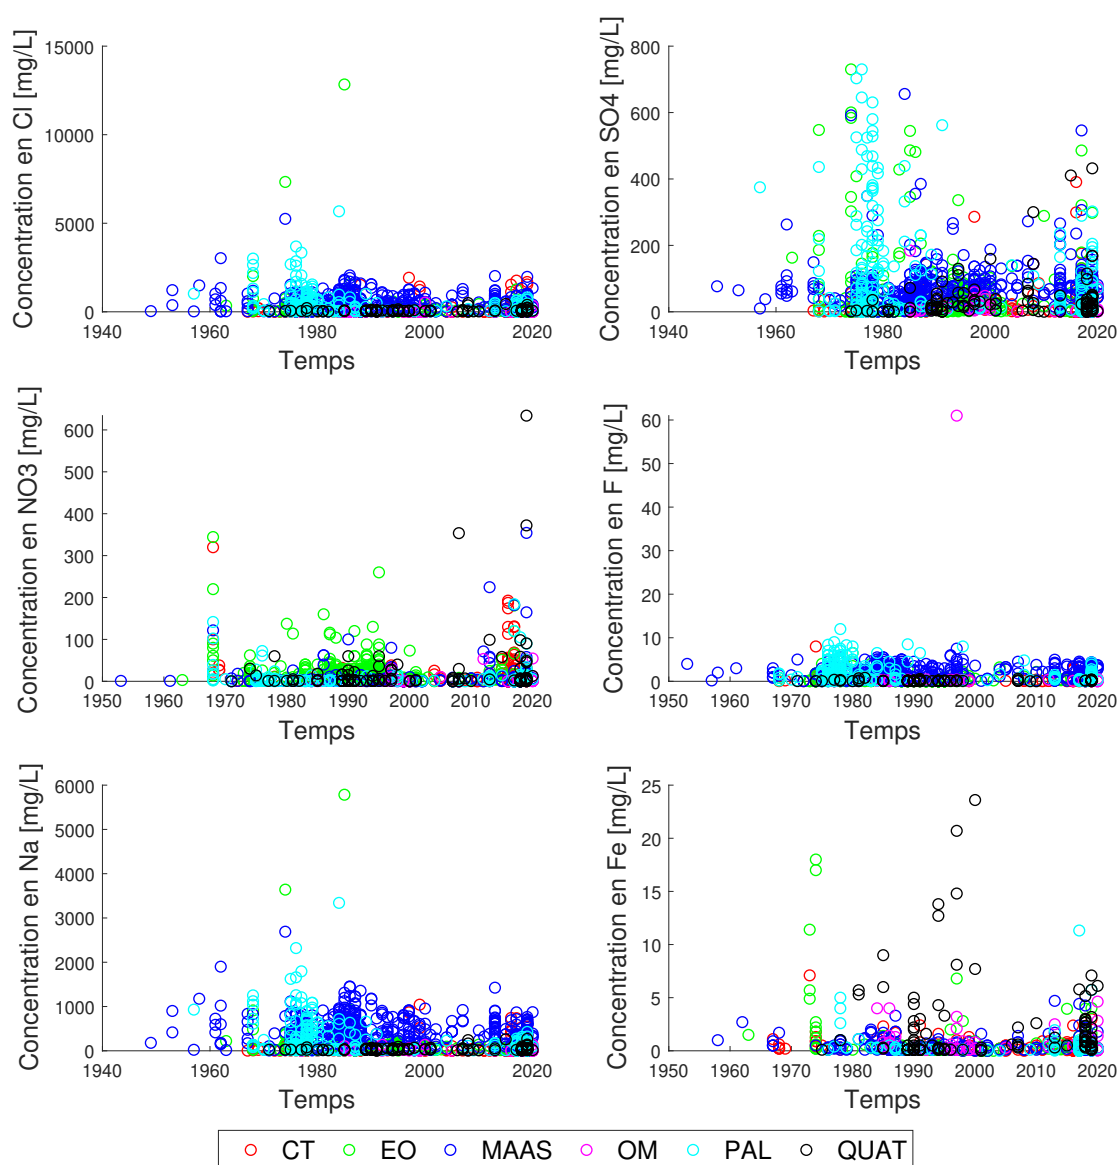 Concentration en Cl [mg/L]
15000
10000
5000
0
1940 1960 1980 2000 2020
Temps
Concentration en SO4 [mg/L]
800
600
400
200
0
1940 1960 1980 2000 2020
Temps
Concentration en NO3 [mg/L]
600
500
400
300
200
100
0
1950 1960 1970 1980 1990 2000 2010 2020
Temps
Concentration en F [mg/L]
60
50
40
30
20
10
0
1950 1960 1970 1980 1990 2000 2010 2020
Temps
Concentration en Na [mg/L]
6000
5000
4000
3000
2000
1000
0
1940 1960 1980 2000 2020
Temps
Concentration en Fe [mg/L]
25
20
15
10
5
0
1950 1960 1970 1980 1990 2000 2010 2020
Temps
CT EO MAAS OM PAL QUAT